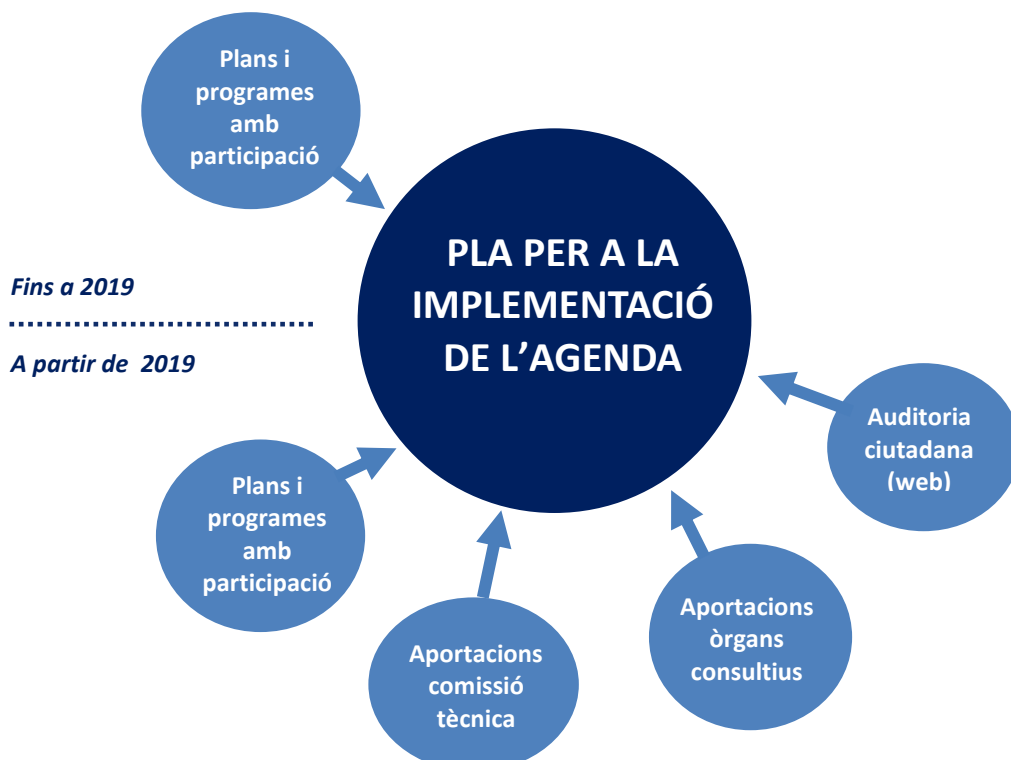 Plans i
programes
amb
participació
PLA PER A LA
IMPLEMENTACIÓ
DE L'AGENDA
Fins a 2019
A partir de 2019
Auditoria
ciutadana
(web)
Plans i
programes
amb
participació
Aportacions
òrgans
consultius
Aportacions
comissió
tècnica